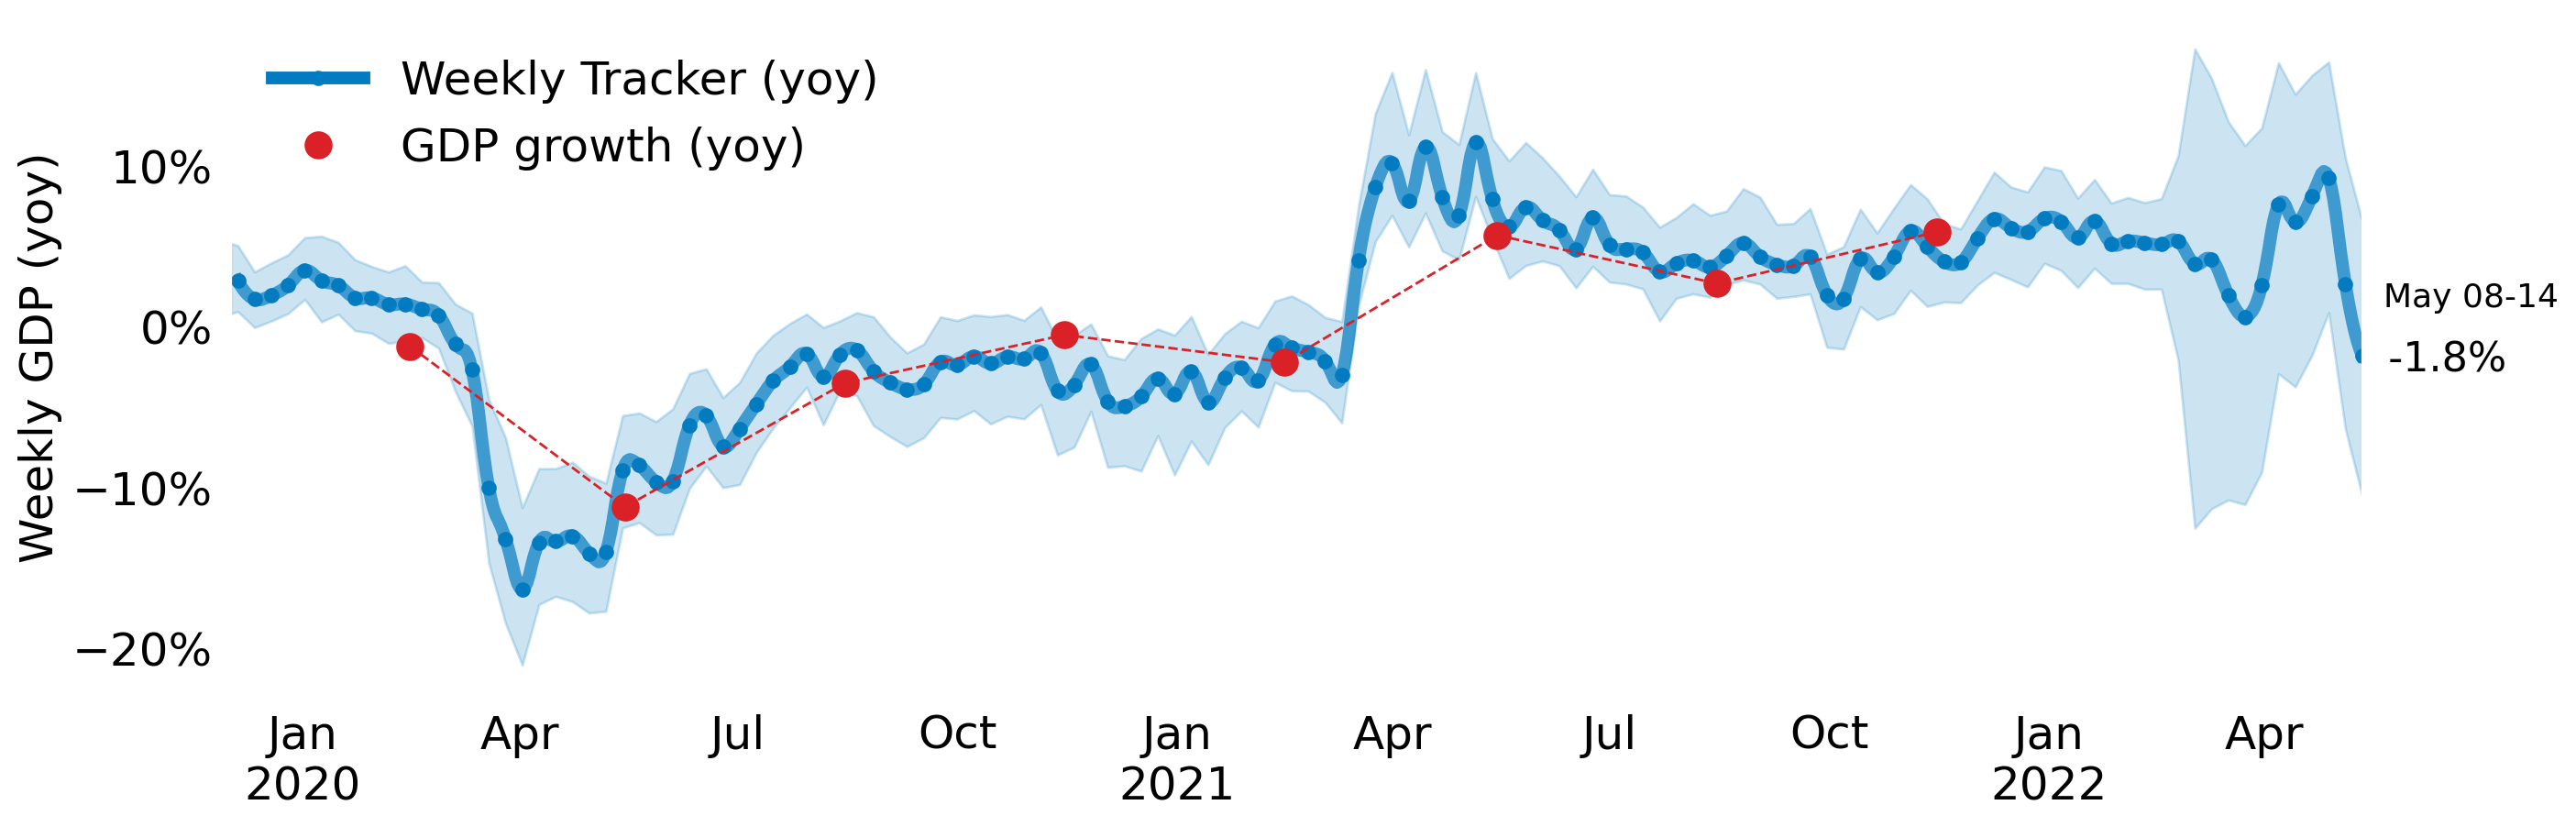 Weekly Tracker (yoy)
GDP growth (yoy)
Weekly GDP (yoy)
10%
0%
−10%
−20%
May 08-14
-1.8%
Jan Apr Jul Oct Jan Apr Jul Oct Jan Apr
2020 2021 2022